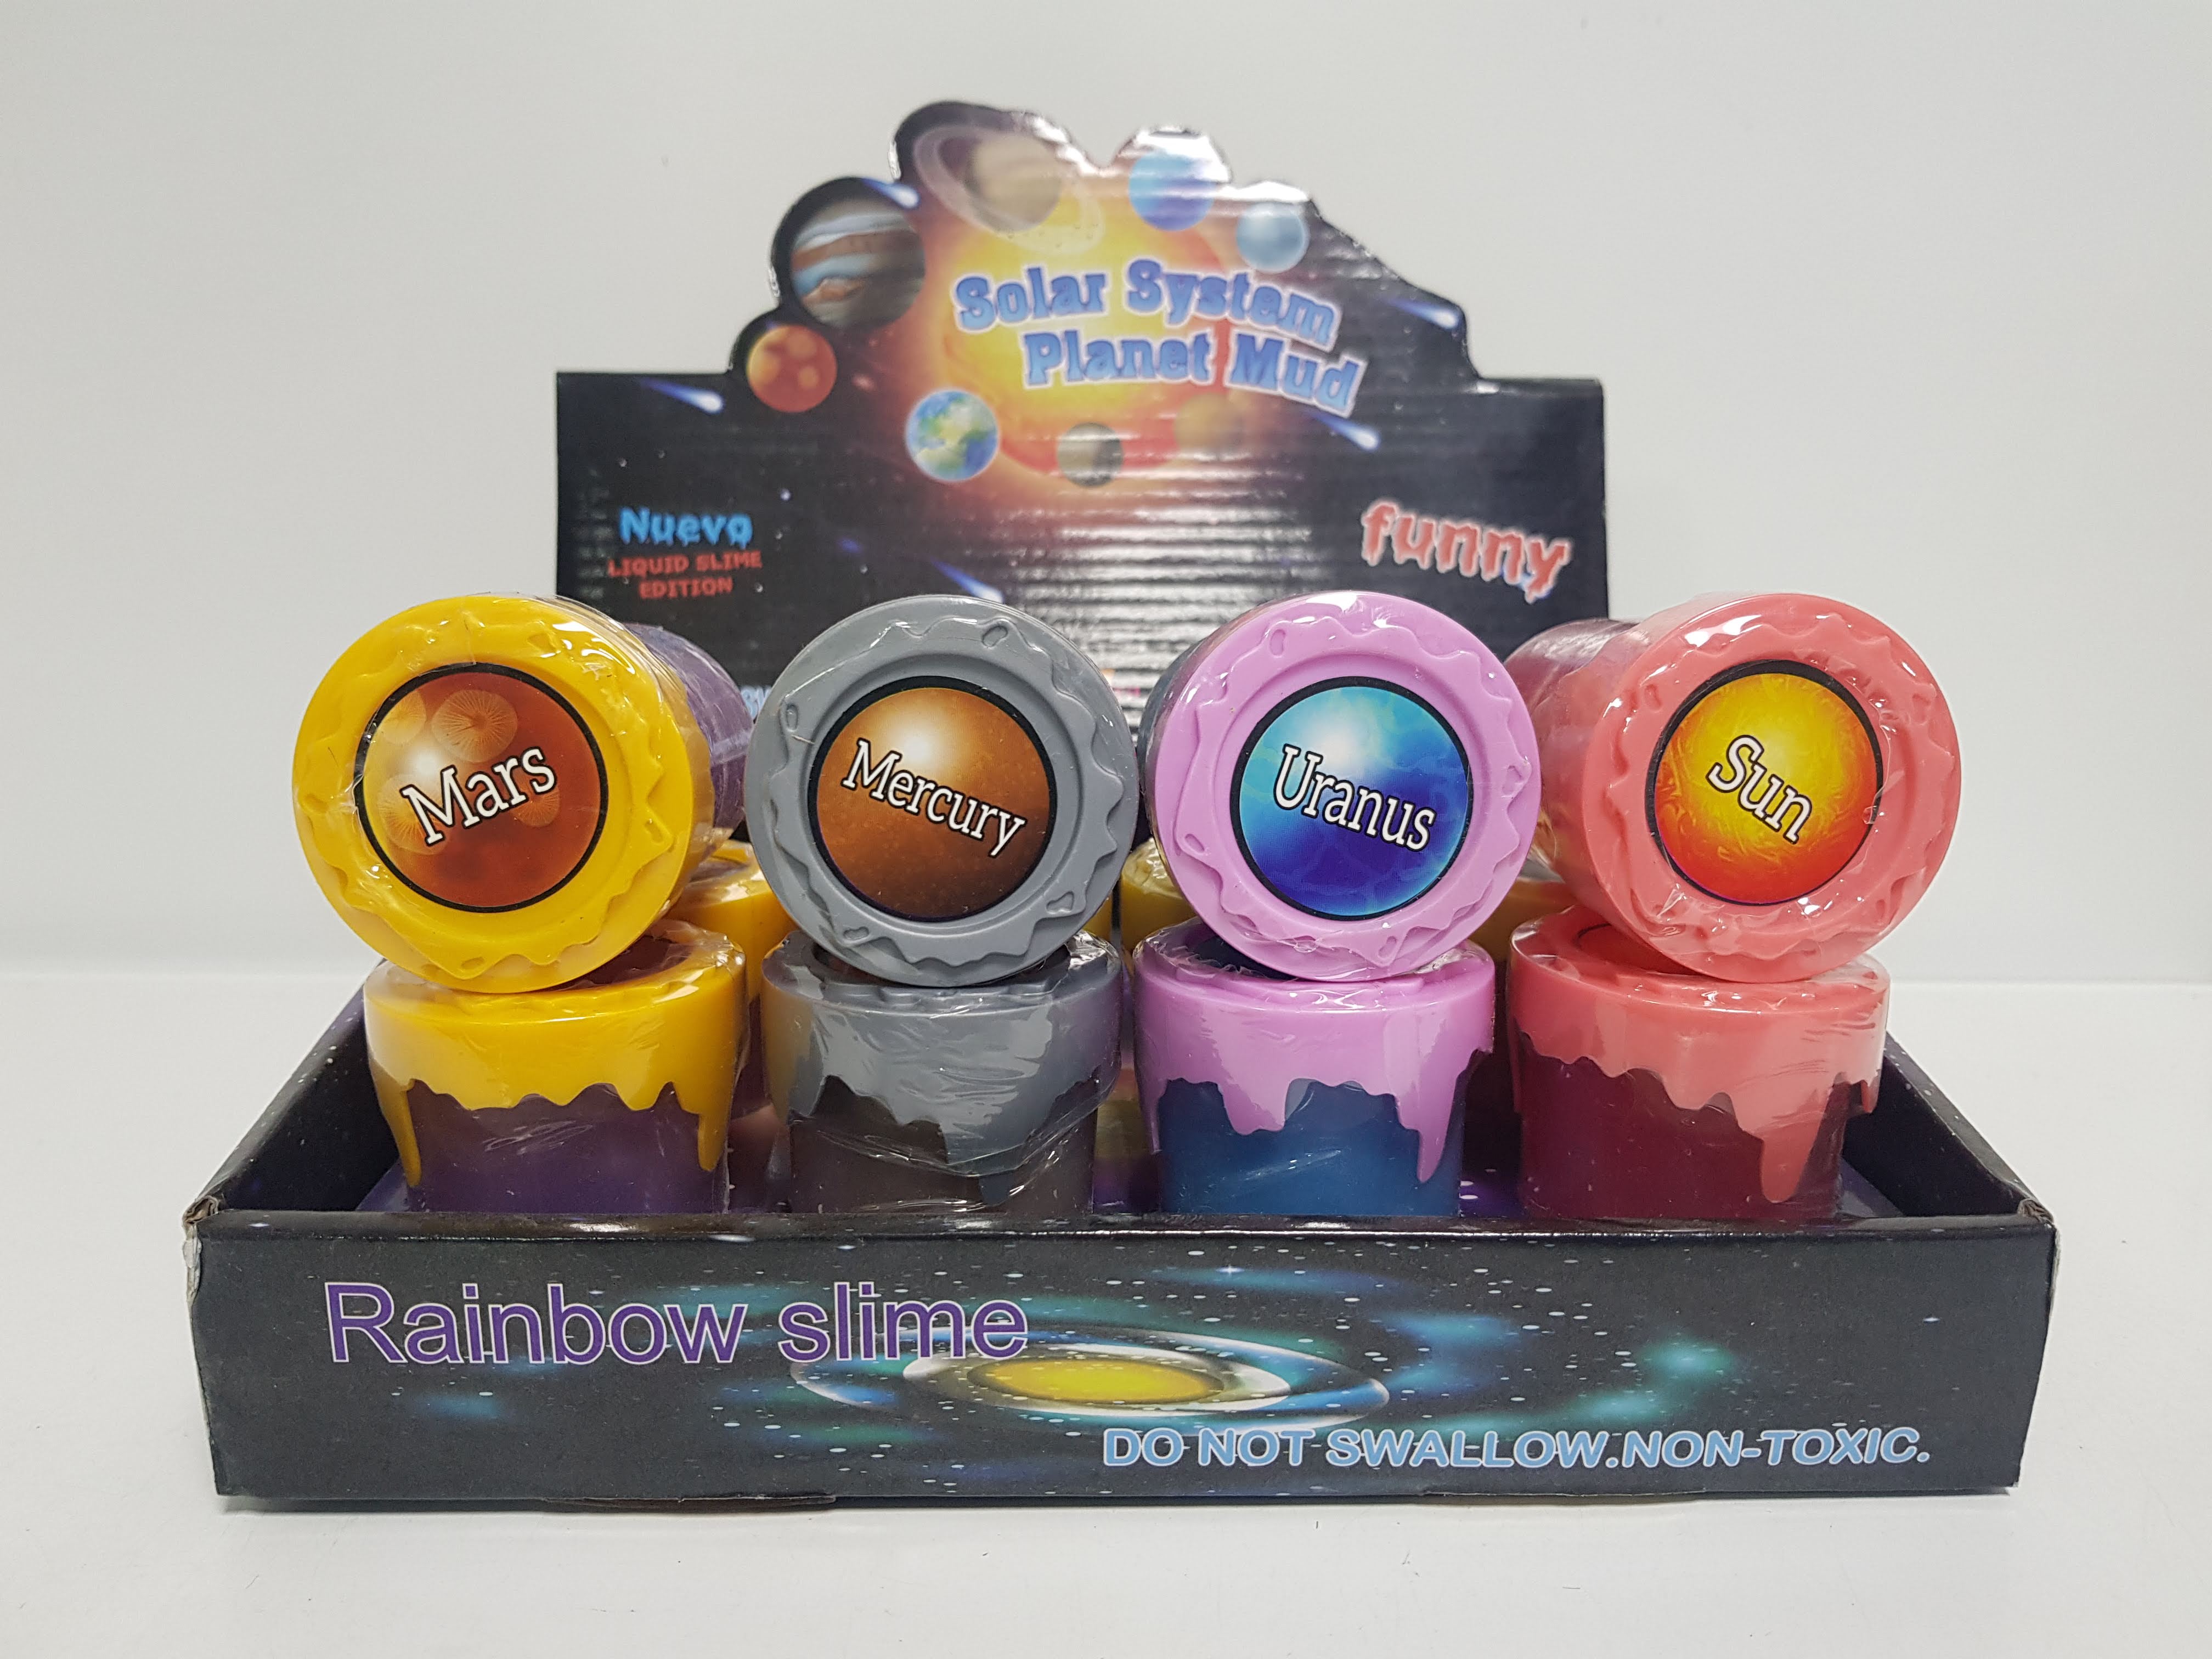 Solar System
Planet Mud
Nuevo
LIQUID SLIME
EDITION
funny
Mars
Mercury
Uranus
Sun
Rainbow slime
DO NOT SWALLOW.NON-TOXIC.